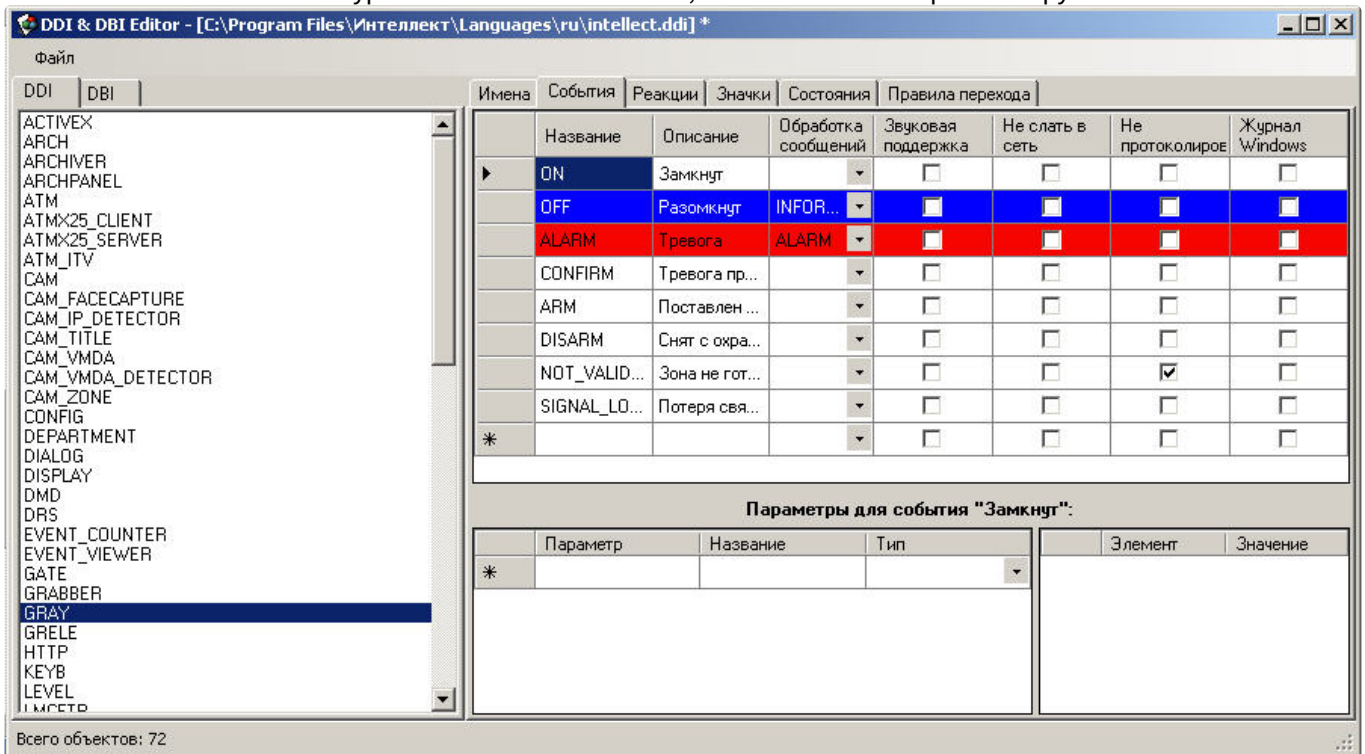 DDI & DBI Editor - [C:\Program Files\Интеллект\Languages\ru\intellect.ddi] *
Файл
DDI DBI
ACTIVEX
ARCH
ARCHIVER
ARCHPANEL
ATM
ATMX25_CLIENT
ATMX25_SERVER
ATM_ITV
CAM
CAM_FACECAPTURE
CAM_IP_DETECTOR
CAM_TITLE
CAM_VMDA
CAM_VMDA_DETECTOR
CAM_ZONE
CONFIG
DEPARTMENT
DIALOG
DISPLAY
DMD
DRS
EVENT_COUNTER
EVENT_VIEWER
GATE
GRABBER
GRAY
GRELE
HTTP
KEYB
LEVEL
Имена События Реакции Значки Состояния Правила перехода
Название Описание Обработка сообщений Звуковая поддержка Не слать в сеть Не протоколиров Журнал Windows
ON Замкнут
OFF Разомкнут INFOR...
ALARM Тревога ALARM
CONFIRM Тревога пр...
ARM Поставлен ...
DISARM Снят с охра...
NOT_VALID... Зона не гот...
SIGNAL_LO... Потеря свя...
Параметры для события "Замкнут":
Параметр Название Тип Элемент Значение
Всего объектов: 72